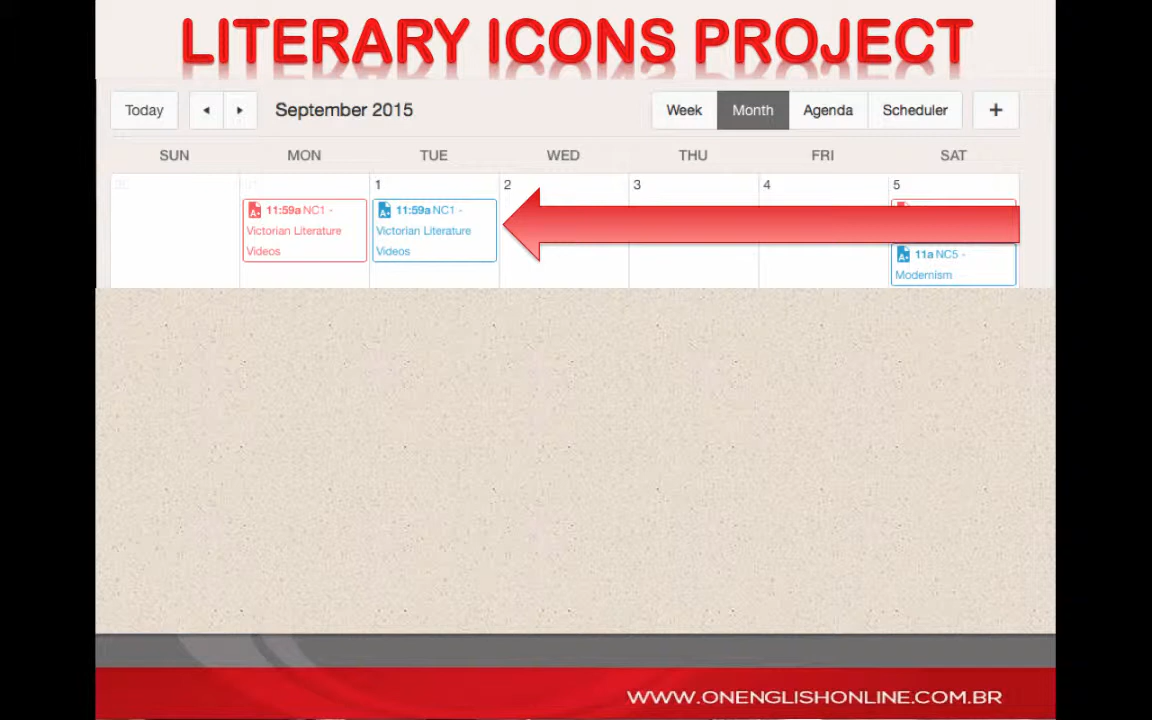 LITERARY ICONS PROJECT
Today ◂ ▸ September 2015 Week Month Agenda Scheduler +
SUN MON TUE WED THU FRI SAT
30 31 1 2 3 4 5
11:59a NC1 - 11:59a NC1 -
Victorian Literature Victorian Literature
Videos Videos
11a NC5 -
Modernism
WWW.ONENGLISHONLINE.COM.BR